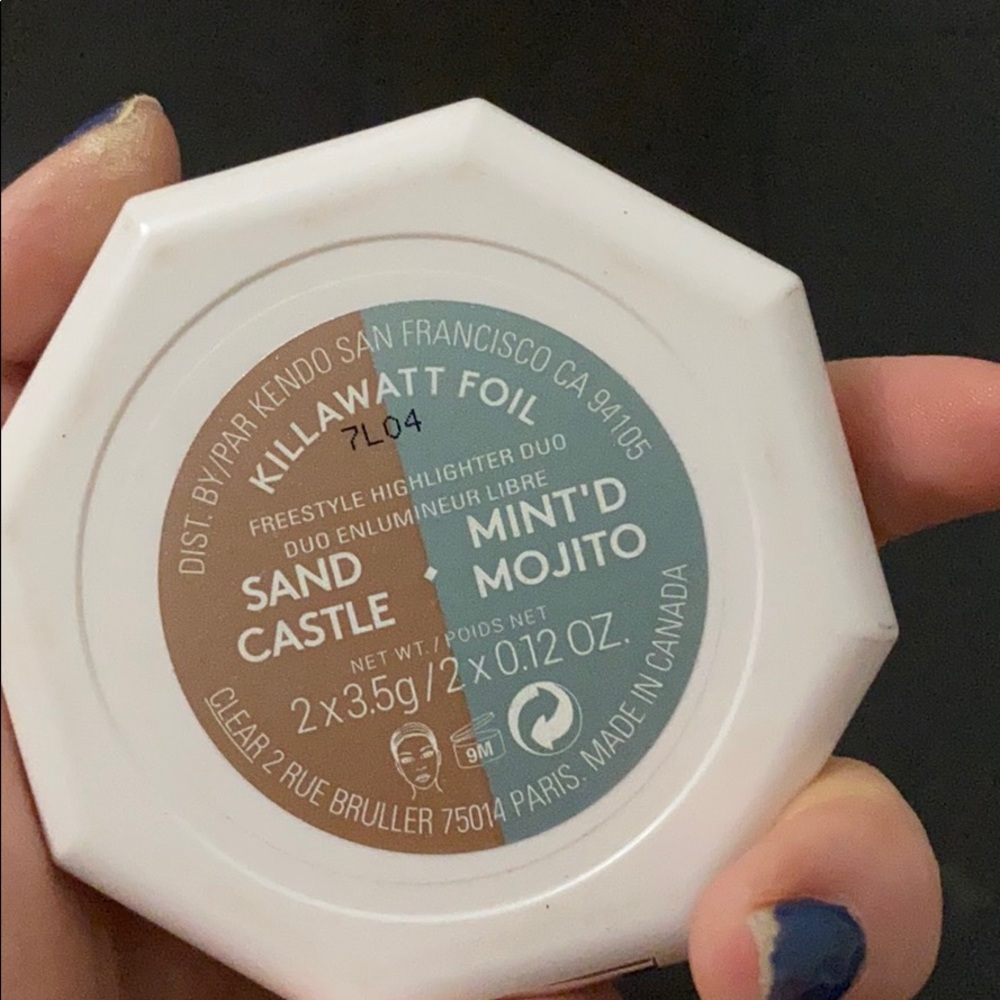 DIST. BY/PAR KENDO SAN FRANCISCO CA 94105
KILLAWATT FOIL
7L04
FREESTYLE HIGHLIGHTER DUO
DUO ENLUMINEUR LIBRE
SAND
CASTLE
MINT'D
MOJITO
NET WT. / POIDS NET
2 x 3.5g / 2 x 0.12 OZ.
9M
CLEAR 2 RUE BRULLER 75014 PARIS. MADE IN CANADA